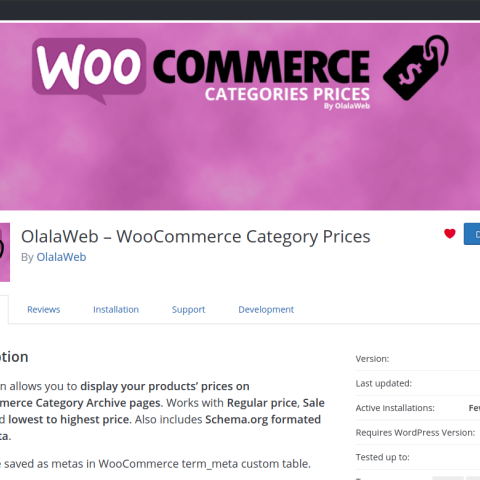 WOO COMMERCE
CATEGORIES PRICES
By OlalaWeb
$
OlalaWeb – WooCommerce Category Prices
By OlalaWeb
D
Reviews Installation Support Development
tion
n allows you to display your products’ prices on
merce Category Archive pages. Works with Regular price, Sale
d lowest to highest price. Also includes Schema.org formated
ta.
e saved as metas in WooCommerce term_meta custom table.
Version:
Last updated:
Active installations: Fe
Requires WordPress Version:
Tested up to: